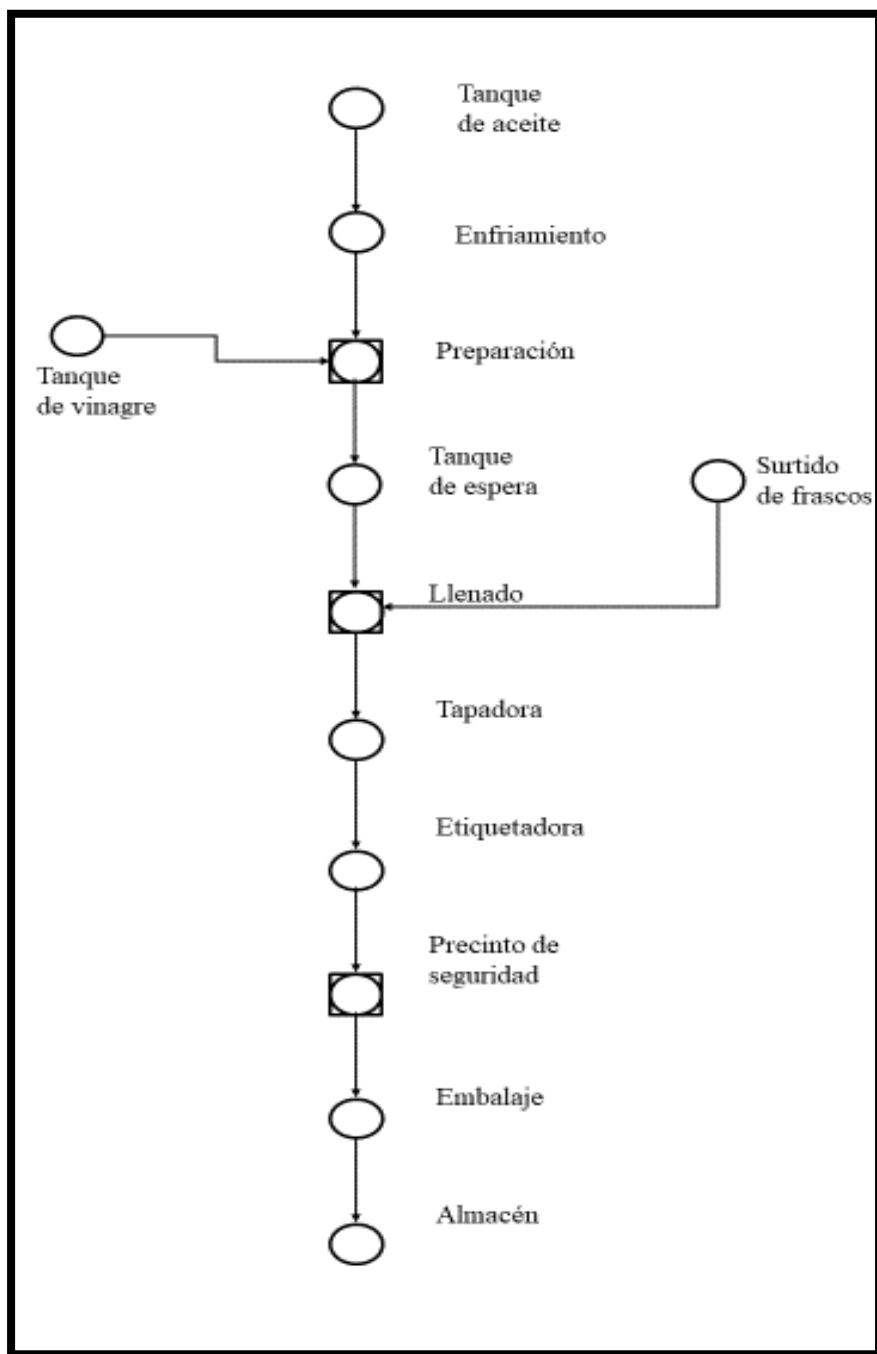 Tanque
de aceite
Enfriamiento
Preparación
Tanque
de vinagre
Tanque
de espera
Surtido
de frascos
Llenado
Tapadora
Etiquetadora
Precinto de
seguridad
Embalaje
Almacén